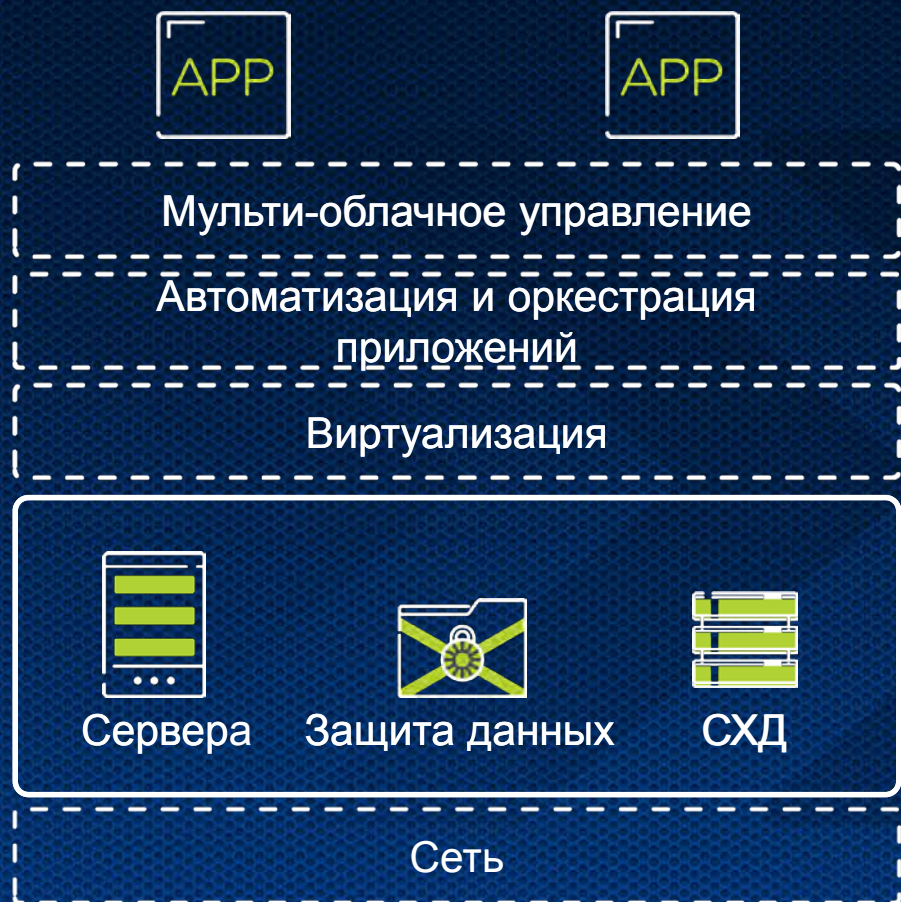 APP APP
Мульти-облачное управление
Автоматизация и оркестрация
приложений
Виртуализация
Сервера Защита данных СХД
Сеть